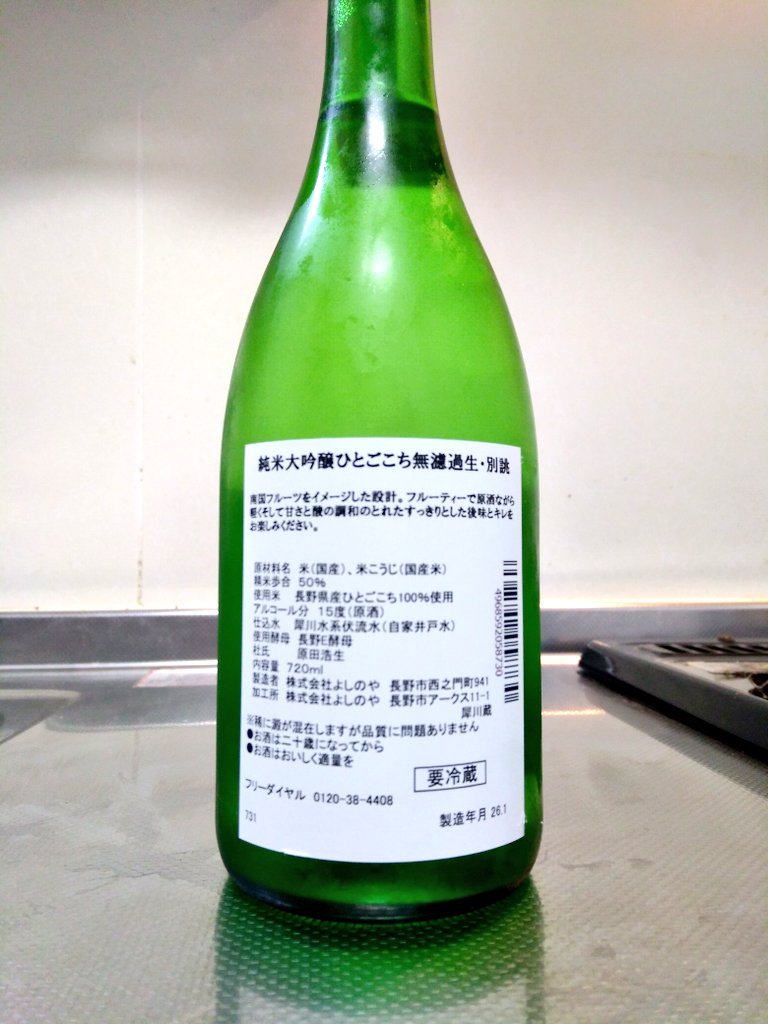 純米大吟醸ひとごこち無濾過生・別誂
南国フルーツをイメージした設計。フルーティーで原酒ながら
軽くそして甘さと酸の調和のとれたすっきりとした後味とキレを
お楽しみください。
原材料名 米(国産)、米こうじ(国産米)
精米歩合 50%
使用米 長野県産ひとごこち100%使用
アルコール分 15度(原酒)
仕込水 犀川水系伏流水(自家井戸水)
使用酵母 長野E酵母
杜氏 原田浩生
内容量 720ml
製造者 株式会社よしのや 長野市西之門町941
加工所 株式会社よしのや 長野市アークス11-1
犀川蔵
4968592058730
※稀に澱が混在しますが品質に問題ありません
●お酒は二十歳になってから
●お酒はおいしく適量を
要冷蔵
フリーダイヤル 0120-38-4408
731
製造年月 26.1